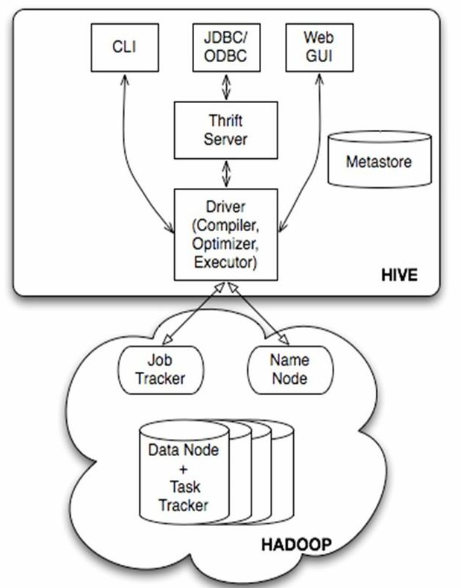 CLI
JDBC/
ODBC
Web
GUI
Thrift
Server
Metastore
Driver
(Compiler,
Optimizer,
Executor)
HIVE
Job
Tracker
Name
Node
Data Node
+
Task
Tracker
HADOOP